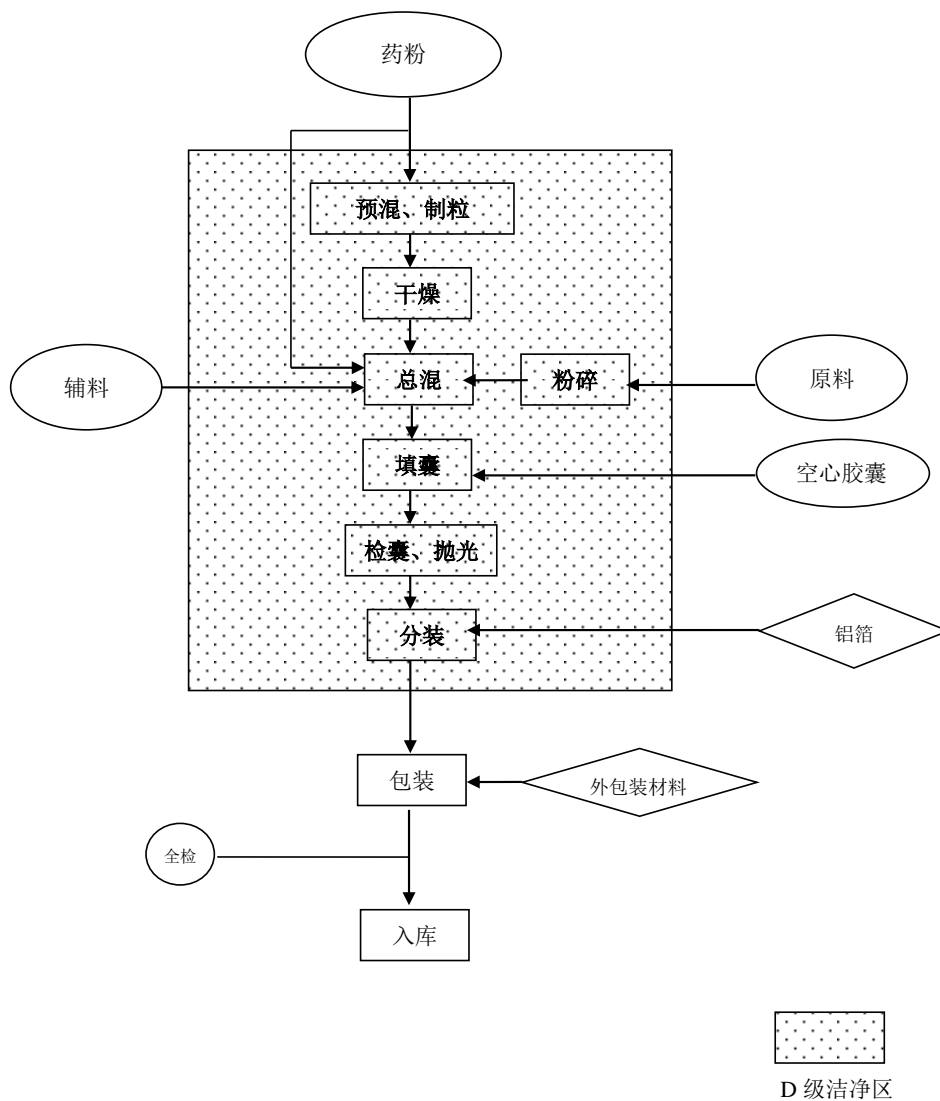 药粉
预混、制粒
干燥
总混
粉碎
辅料
原料
填囊
空心胶囊
检囊、抛光
分装
铝箔
包装
外包装材料
全检
入库
D 级洁净区